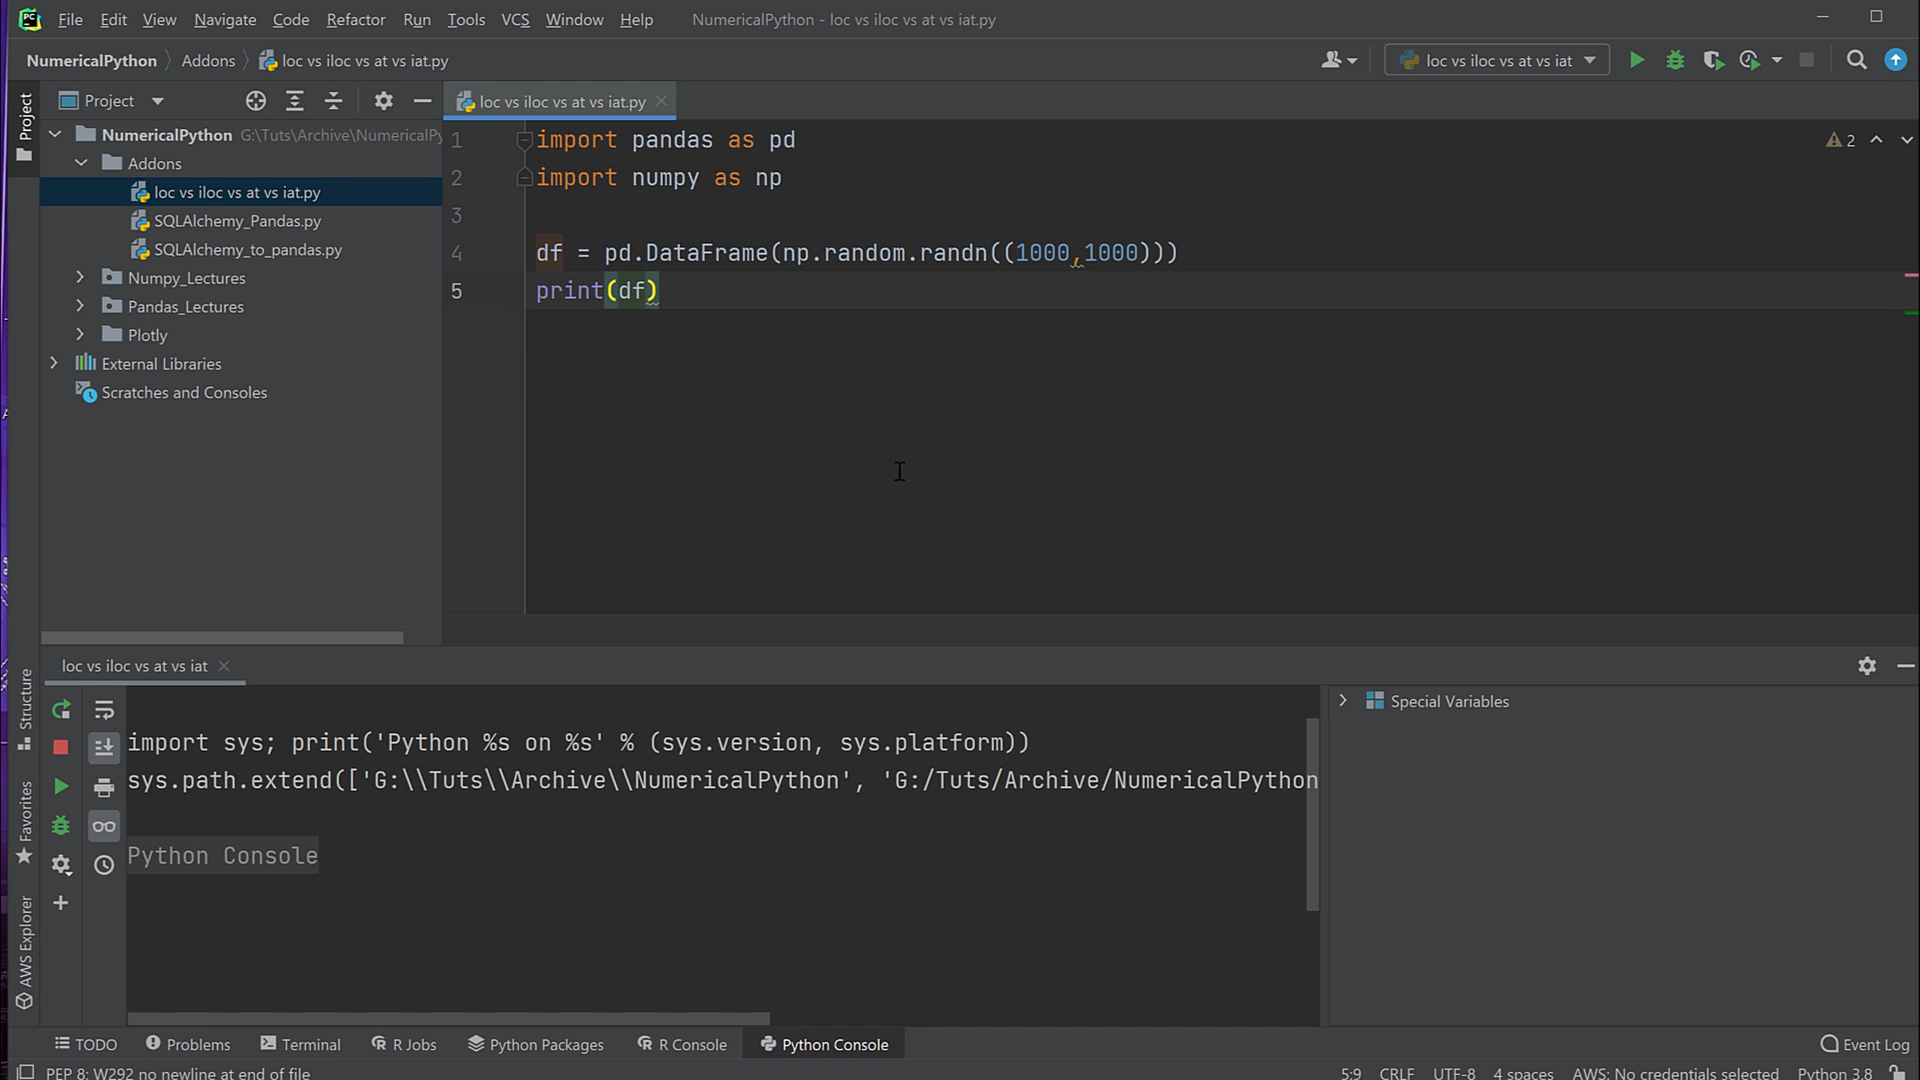 PC File Edit View Navigate Code Refactor Run Tools VCS Window Help NumericalPython - loc vs iloc vs at vs iat.py
NumericalPython Addons loc vs iloc vs at vs iat.py loc vs iloc vs at vs iat
Project
Project
loc vs iloc vs at vs iat.py
NumericalPython G:\Tuts\Archive\NumericalPy
Addons
loc vs iloc vs at vs iat.py
SQLAlchemy_Pandas.py
SQLAlchemy_to_pandas.py
Numpy_Lectures
Pandas_Lectures
Plotly
External Libraries
Scratches and Consoles
1 import pandas as pd
2 import numpy as np
3
4 df = pd.DataFrame(np.random.randn((1000,1000)))
5 print(df)
2
Structure
Favorites
AWS Explorer
loc vs iloc vs at vs iat
import sys; print('Python %s on %s' % (sys.version, sys.platform))
sys.path.extend(['G:\\Tuts\\Archive\\NumericalPython', 'G:/Tuts/Archive/NumericalPython
Python Console
Special Variables
TODO Problems Terminal R Jobs Python Packages R Console Python Console Event Log
PEP 8: W292 no newline at end of file 5:9 CRLF UTF-8 4 spaces AWS: No credentials selected Python 3.8